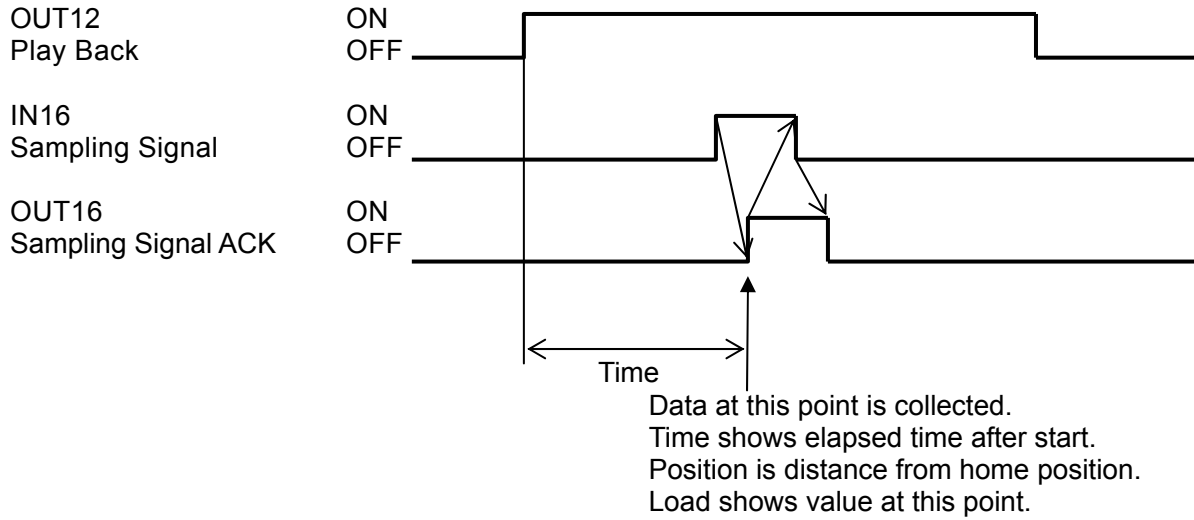 OUT12 ON
Play Back OFF
IN16 ON
Sampling Signal OFF
OUT16 ON
Sampling Signal ACK OFF
Time
Data at this point is collected.
Time shows elapsed time after start.
Position is distance from home position.
Load shows value at this point.